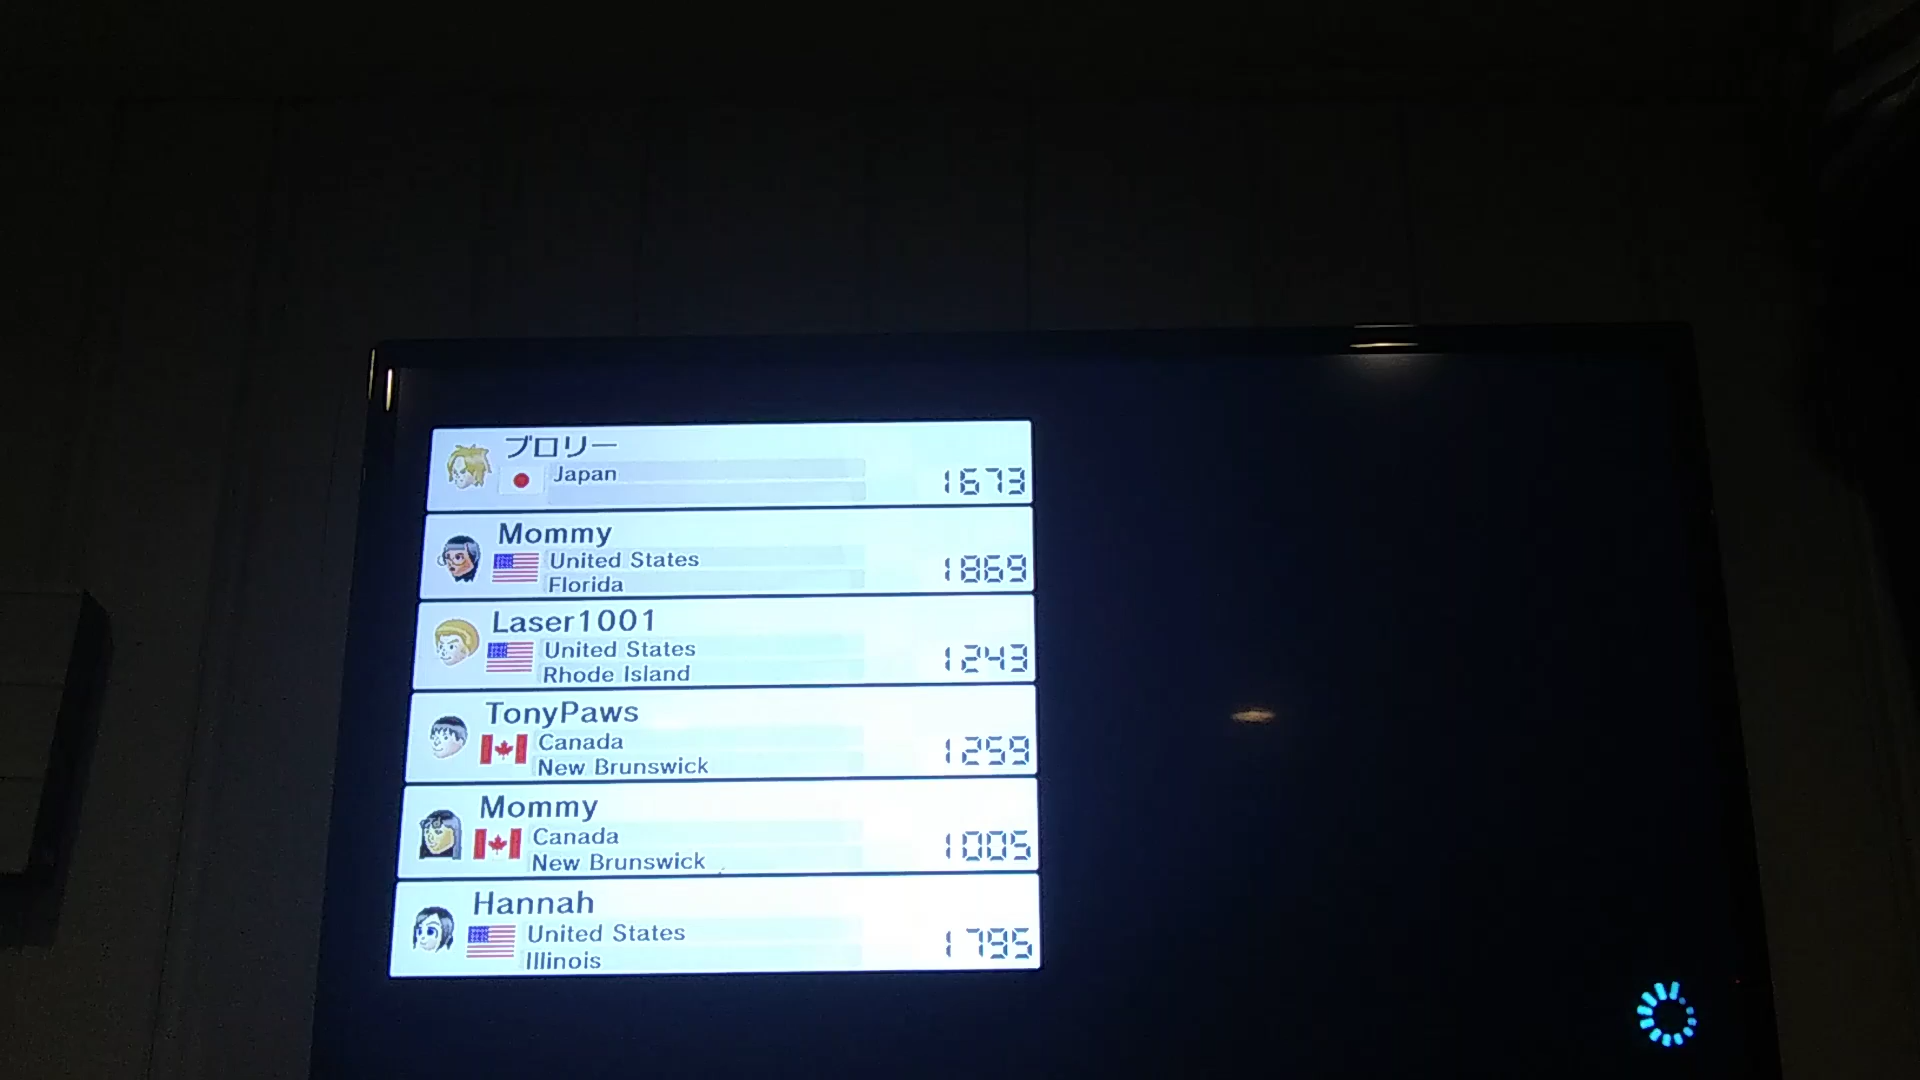 ブロリー
Japan
1673
Mommy
United States
Florida
1869
Laser1001
United States
Rhode Island
1243
TonyPaws
Canada
New Brunswick
1259
Mommy
Canada
New Brunswick
1005
Hannah
United States
Illinois
1795